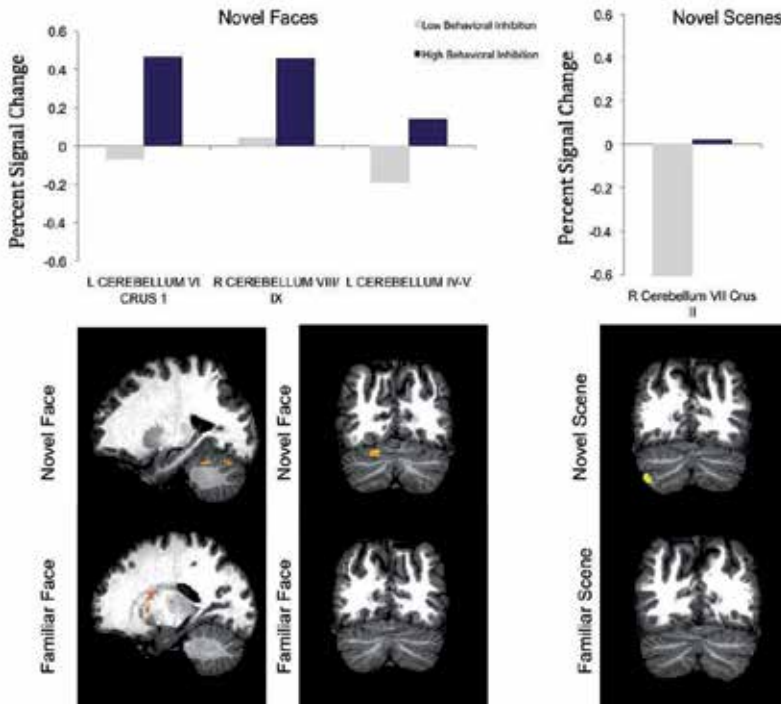 Novel Faces
Low Behavioral Inhibition
High Behavioral Inhibition
Percent Signal Change
0.6
0.4
0.2
0
-0.2
-0.4
-0.6
L CEREBELLUM VI
CRUS 1
R CEREBELLUM VIII/
IX
L CEREBELLUM IV-V
Novel Scenes
Percent Signal Change
0.6
0.4
0.2
0
-0.2
-0.4
-0.6
R Cerebellum VII Crus
II
Novel Face
Novel Face
Novel Scene
Familiar Face
Familiar Face
Familiar Scene